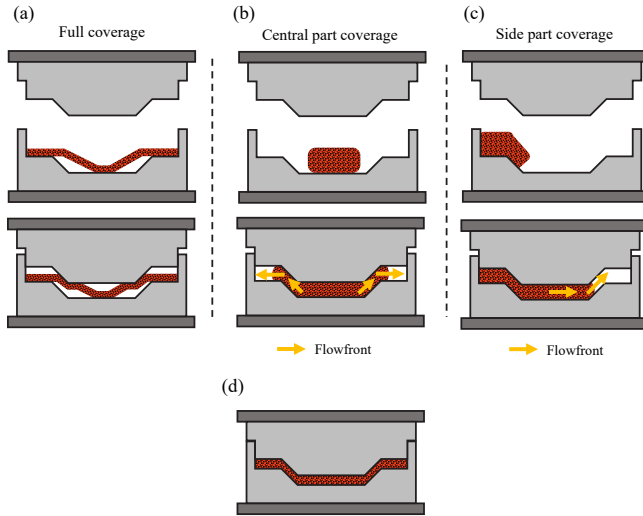 (a)
Full coverage
(b)
Central part coverage
Flowfront
(c)
Side part coverage
Flowfront
(d)